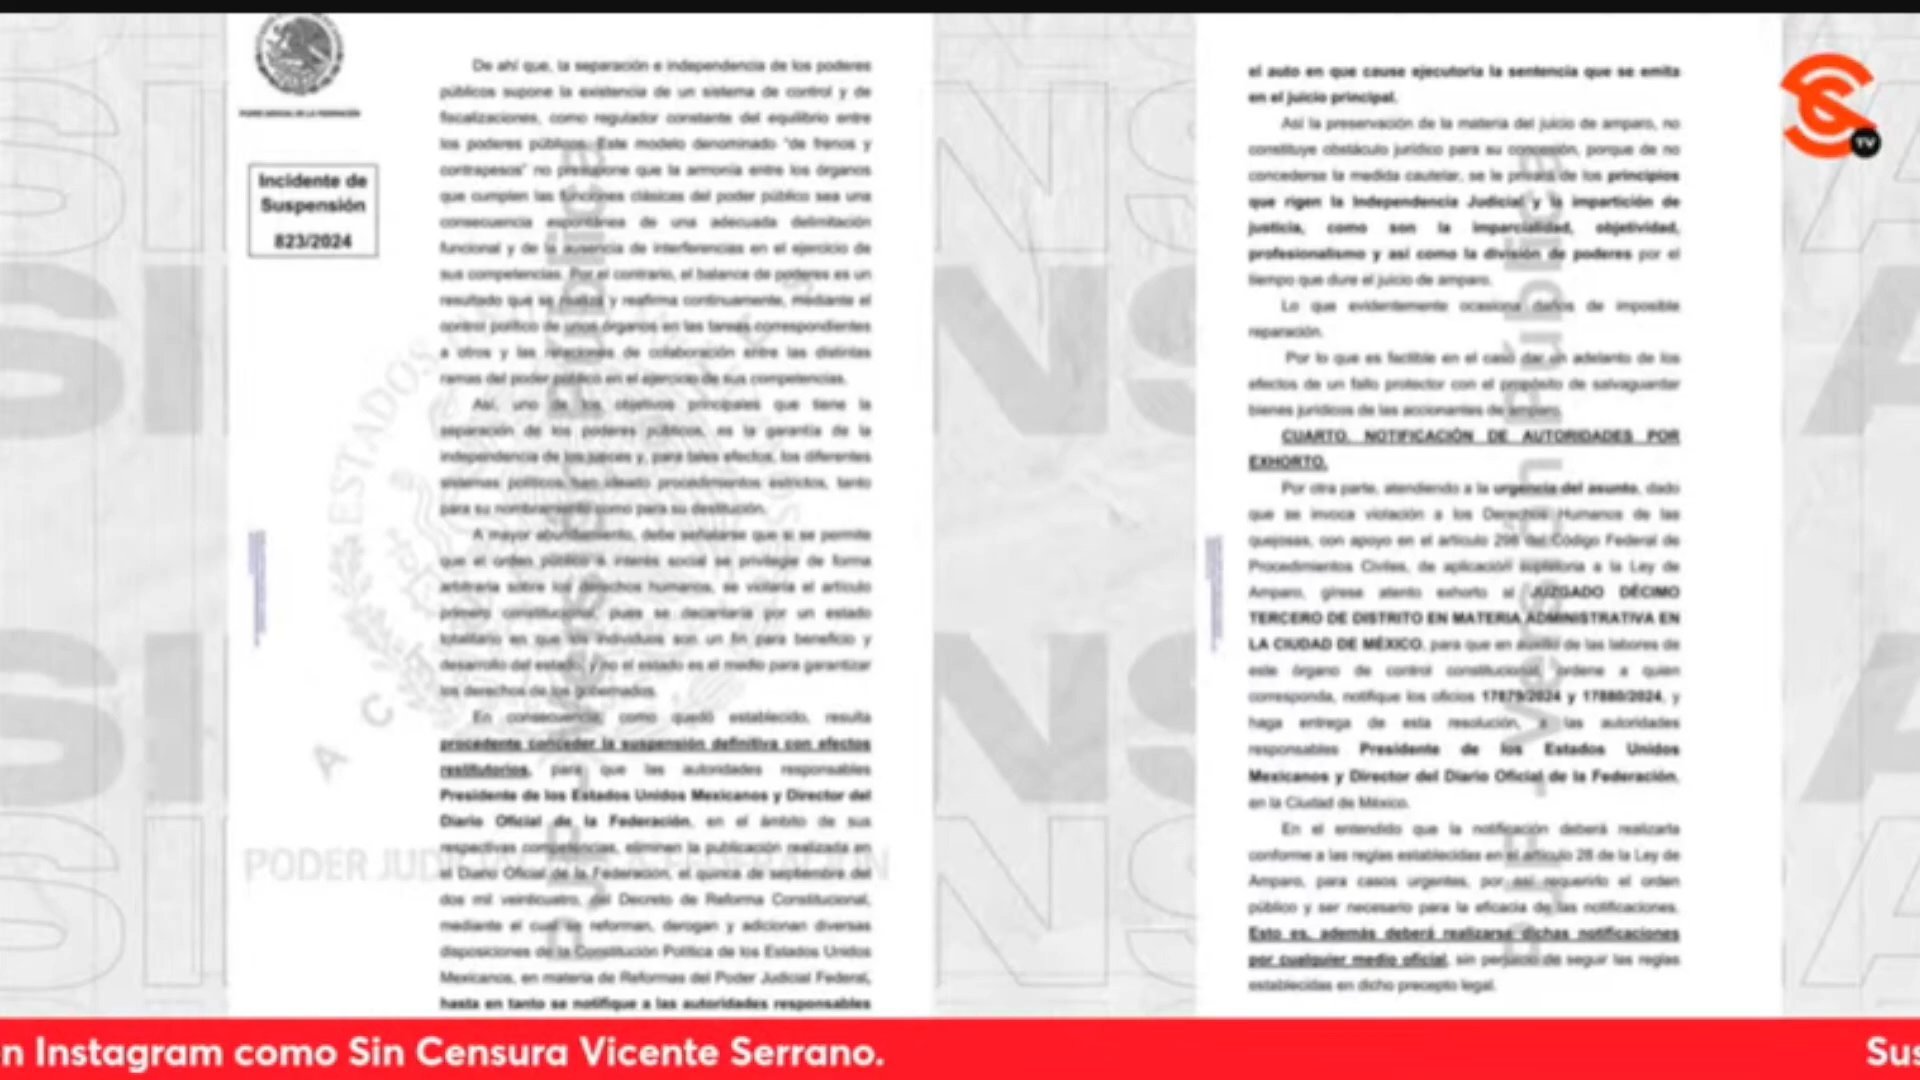 PODER JUDICIAL DE LA FEDERACIÓN
Incidente de
Suspensión
823/2024
De ahí que, la separación e independencia de los poderes
públicos supone la existencia de un sistema de control y de
fiscalizaciones, como regulador constante del equilibrio entre
los poderes públicos. Este modelo denominado "de frenos y
contrapesos" no presupone que la armonía entre los órganos
que cumplen las funciones clásicas del poder público sea una
consecuencia espontánea de una adecuada delimitación
funcional y de la ausencia de interferencias en el ejercicio de
sus competencias. Por el contrario, el balance de poderes es un
resultado que se realiza y reafirma continuamente, mediante el
control político de unos órganos en las tareas correspondientes
a otros y las relaciones de colaboración entre las distintas
ramas del poder público en el ejercicio de sus competencias.
Así, uno de los objetivos principales que tiene la
separación de los poderes públicos, es la garantía de la
independencia de los jueces y, para tales efectos, los diferentes
sistemas políticos han ideado procedimientos estrictos, tanto
para su nombramiento como para su destitución.
A mayor abundamiento, debe señalarse que si se permite
que el orden público e interés social se privilegie de forma
arbitraria sobre los derechos humanos, se violaría el artículo
primero constitucional, pues se decantaría por un estado
totalitario en que los individuos son un fin para beneficio y
desarrollo del estado, y no el estado es el medio para garantizar
los derechos de los gobernados.
En consecuencia, como quedó establecido, resulta
procedente conceder la suspensión definitiva con efectos
restitutorios, para que las autoridades responsables
Presidente de los Estados Unidos Mexicanos y Director del
Diario Oficial de la Federación, en el ámbito de sus
respectivas competencias, eliminen la publicación realizada en
el Diario Oficial de la Federación, el quince de septiembre del
dos mil veinticuatro, del Decreto de Reforma Constitucional,
mediante el cual se reforman, derogan y adicionan diversas
disposiciones de la Constitución Política de los Estados Unidos
Mexicanos, en materia de Reformas del Poder Judicial Federal,
hasta en tanto se notifique a las autoridades responsables
PODER JUDICIAL DE LA FEDERACIÓN
el auto en que cause ejecutoria la sentencia que se emita
en el juicio principal.
Así la preservación de la materia del juicio de amparo, no
constituye obstáculo jurídico para su concesión, porque de no
concederse la medida cautelar, se le privará de los principios
que rigen la Independencia Judicial y la impartición de
justicia, como son la imparcialidad, objetividad,
profesionalismo y así como la división de poderes por el
tiempo que dure el juicio de amparo.
Lo que evidentemente ocasiona daños de imposible
reparación.
Por lo que es factible en el caso dar un adelanto de los
efectos de un fallo protector con el propósito de salvaguardar
bienes jurídicos de las accionantes de amparo.
CUARTO. NOTIFICACIÓN DE AUTORIDADES POR
EXHORTO.
Por otra parte, atendiendo a la urgencia del asunto, dado
que se invoca violación a los Derechos Humanos de las
quejosas, con apoyo en el artículo 298 del Código Federal de
Procedimientos Civiles, de aplicación supletoria a la Ley de
Amparo, gírese atento exhorto al JUZGADO DÉCIMO
TERCERO DE DISTRITO EN MATERIA ADMINISTRATIVA EN
LA CIUDAD DE MÉXICO, para que en auxilio de las labores de
este órgano de control constitucional, ordene a quien
corresponda, notifique los oficios 17879/2024 y 17880/2024, y
haga entrega de esta resolución, a las autoridades
responsables Presidente de los Estados Unidos
Mexicanos y Director del Diario Oficial de la Federación,
en la Ciudad de México.
En el entendido que la notificación deberá realizarla
conforme a las reglas establecidas en el artículo 28 de la Ley de
Amparo, para casos urgentes, por así requerirlo el orden
público y ser necesario para la eficacia de las notificaciones.
Esto es, además deberá realizarse dichas notificaciones
por cualquier medio oficial, sin perjuicio de seguir las reglas
establecidas en dicho precepto legal.
TV
n Instagram como Sin Censura Vicente Serrano.
Sus